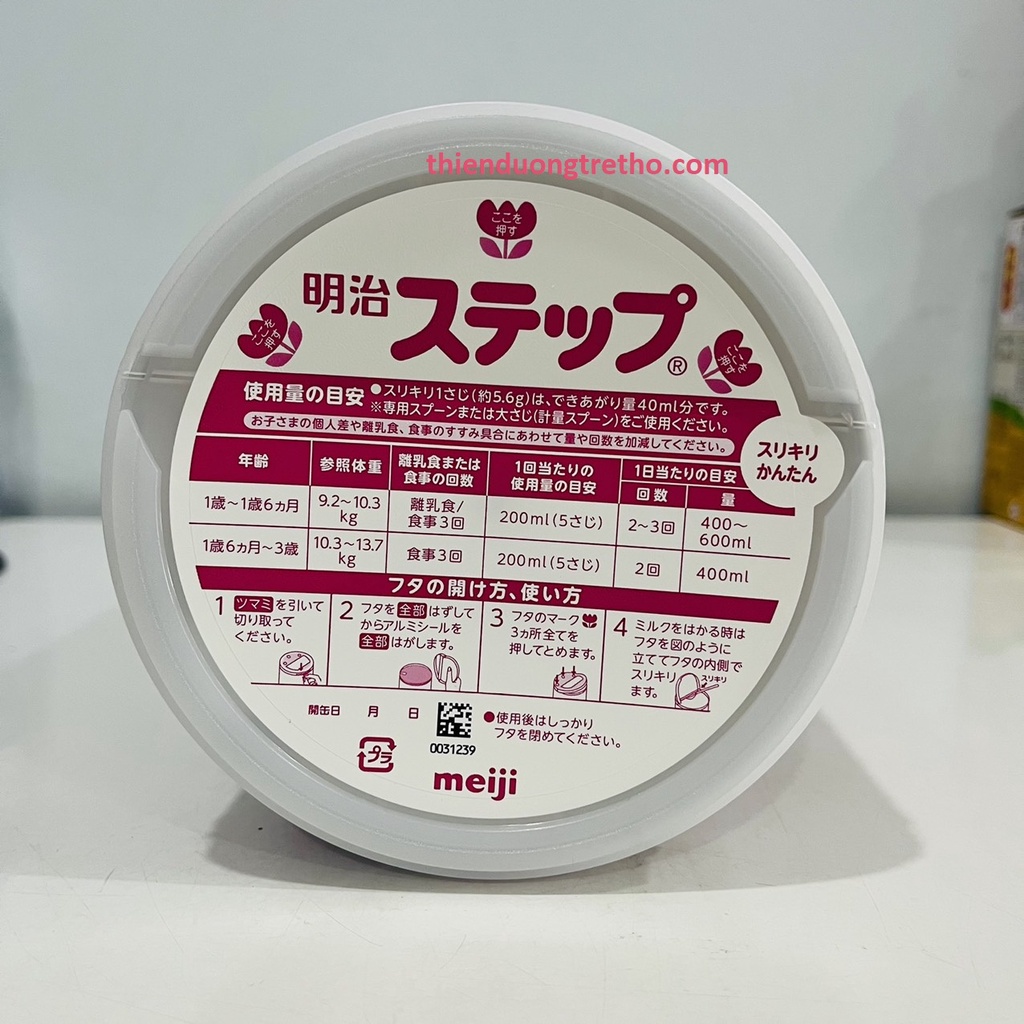 thienduongtretho.com
ここを
押す
明治ステップ®
ここを
押す
ここを
押す
使用量の目安
●スリキリ1さじ(約5.6g)は、できあがり量40ml分です。
※専用スプーンまたは大さじ(計量スプーン)をご使用ください。
お子さまの個人差や離乳食、食事のすすみ具合にあわせて量や回数を加減してください。
スリキリ
かんたん
年齢 参照体重 離乳食または食事の回数 1回当たりの使用量の目安 1日当たりの目安 回数 量
1歳~1歳6ヵ月 9.2~10.3kg 離乳食/食事3回 200ml(5さじ) 2~3回 400~600ml
1歳6ヵ月~3歳 10.3~13.7kg 食事3回 200ml(5さじ) 2回 400ml
フタの開け方、使い方
1 ツマミを引いて
切り取って
ください。
2 フタを全部はずして
からアルミシールを
全部はがします。
3 フタのマーク
3ヵ所全てを
押してとめます。
4 ミルクをはかる時は
フタを図のように
立ててフタの内側で
スリキリ
ます。
スリキリ
開缶日 月 日
0031239
●使用後はしっかり
フタを閉めてください。
プラ
meiji